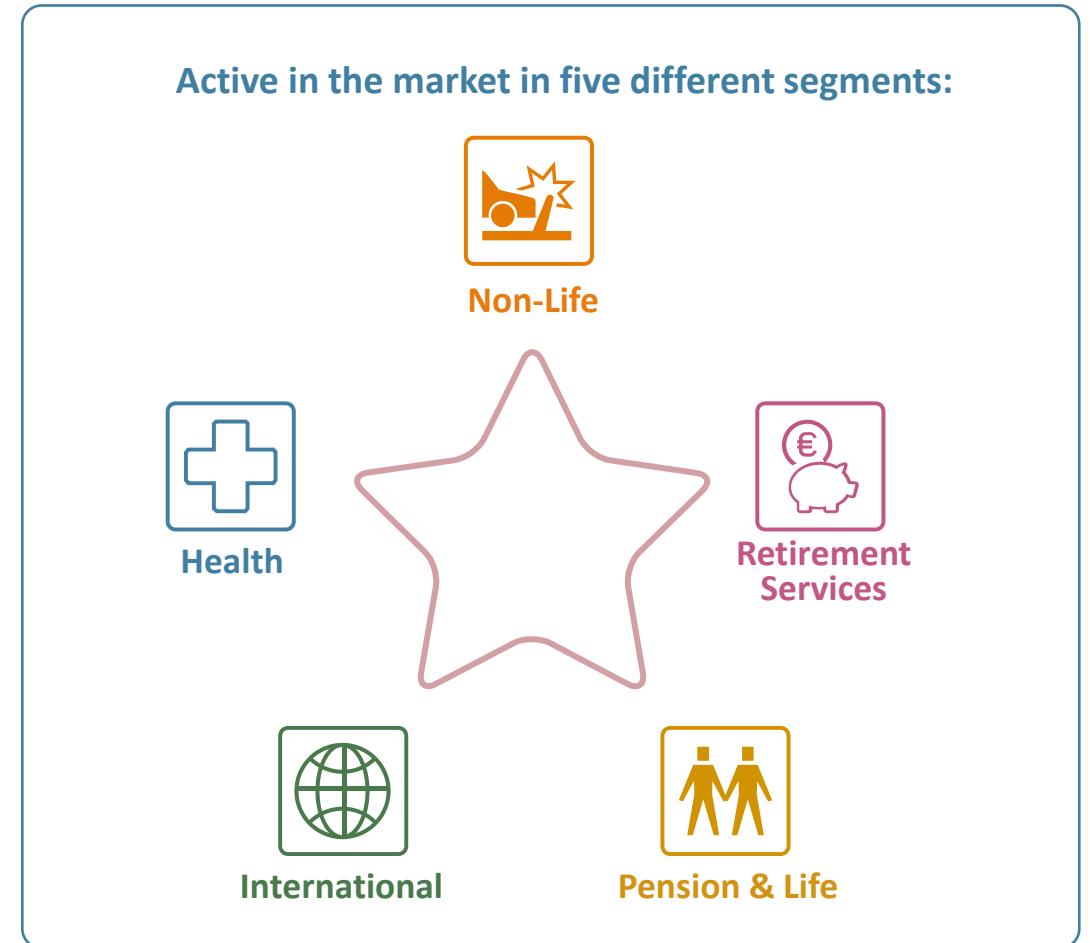 Active in the market in five different segments:
Non-Life
€
Health
Retirement
Services
International
Pension & Life